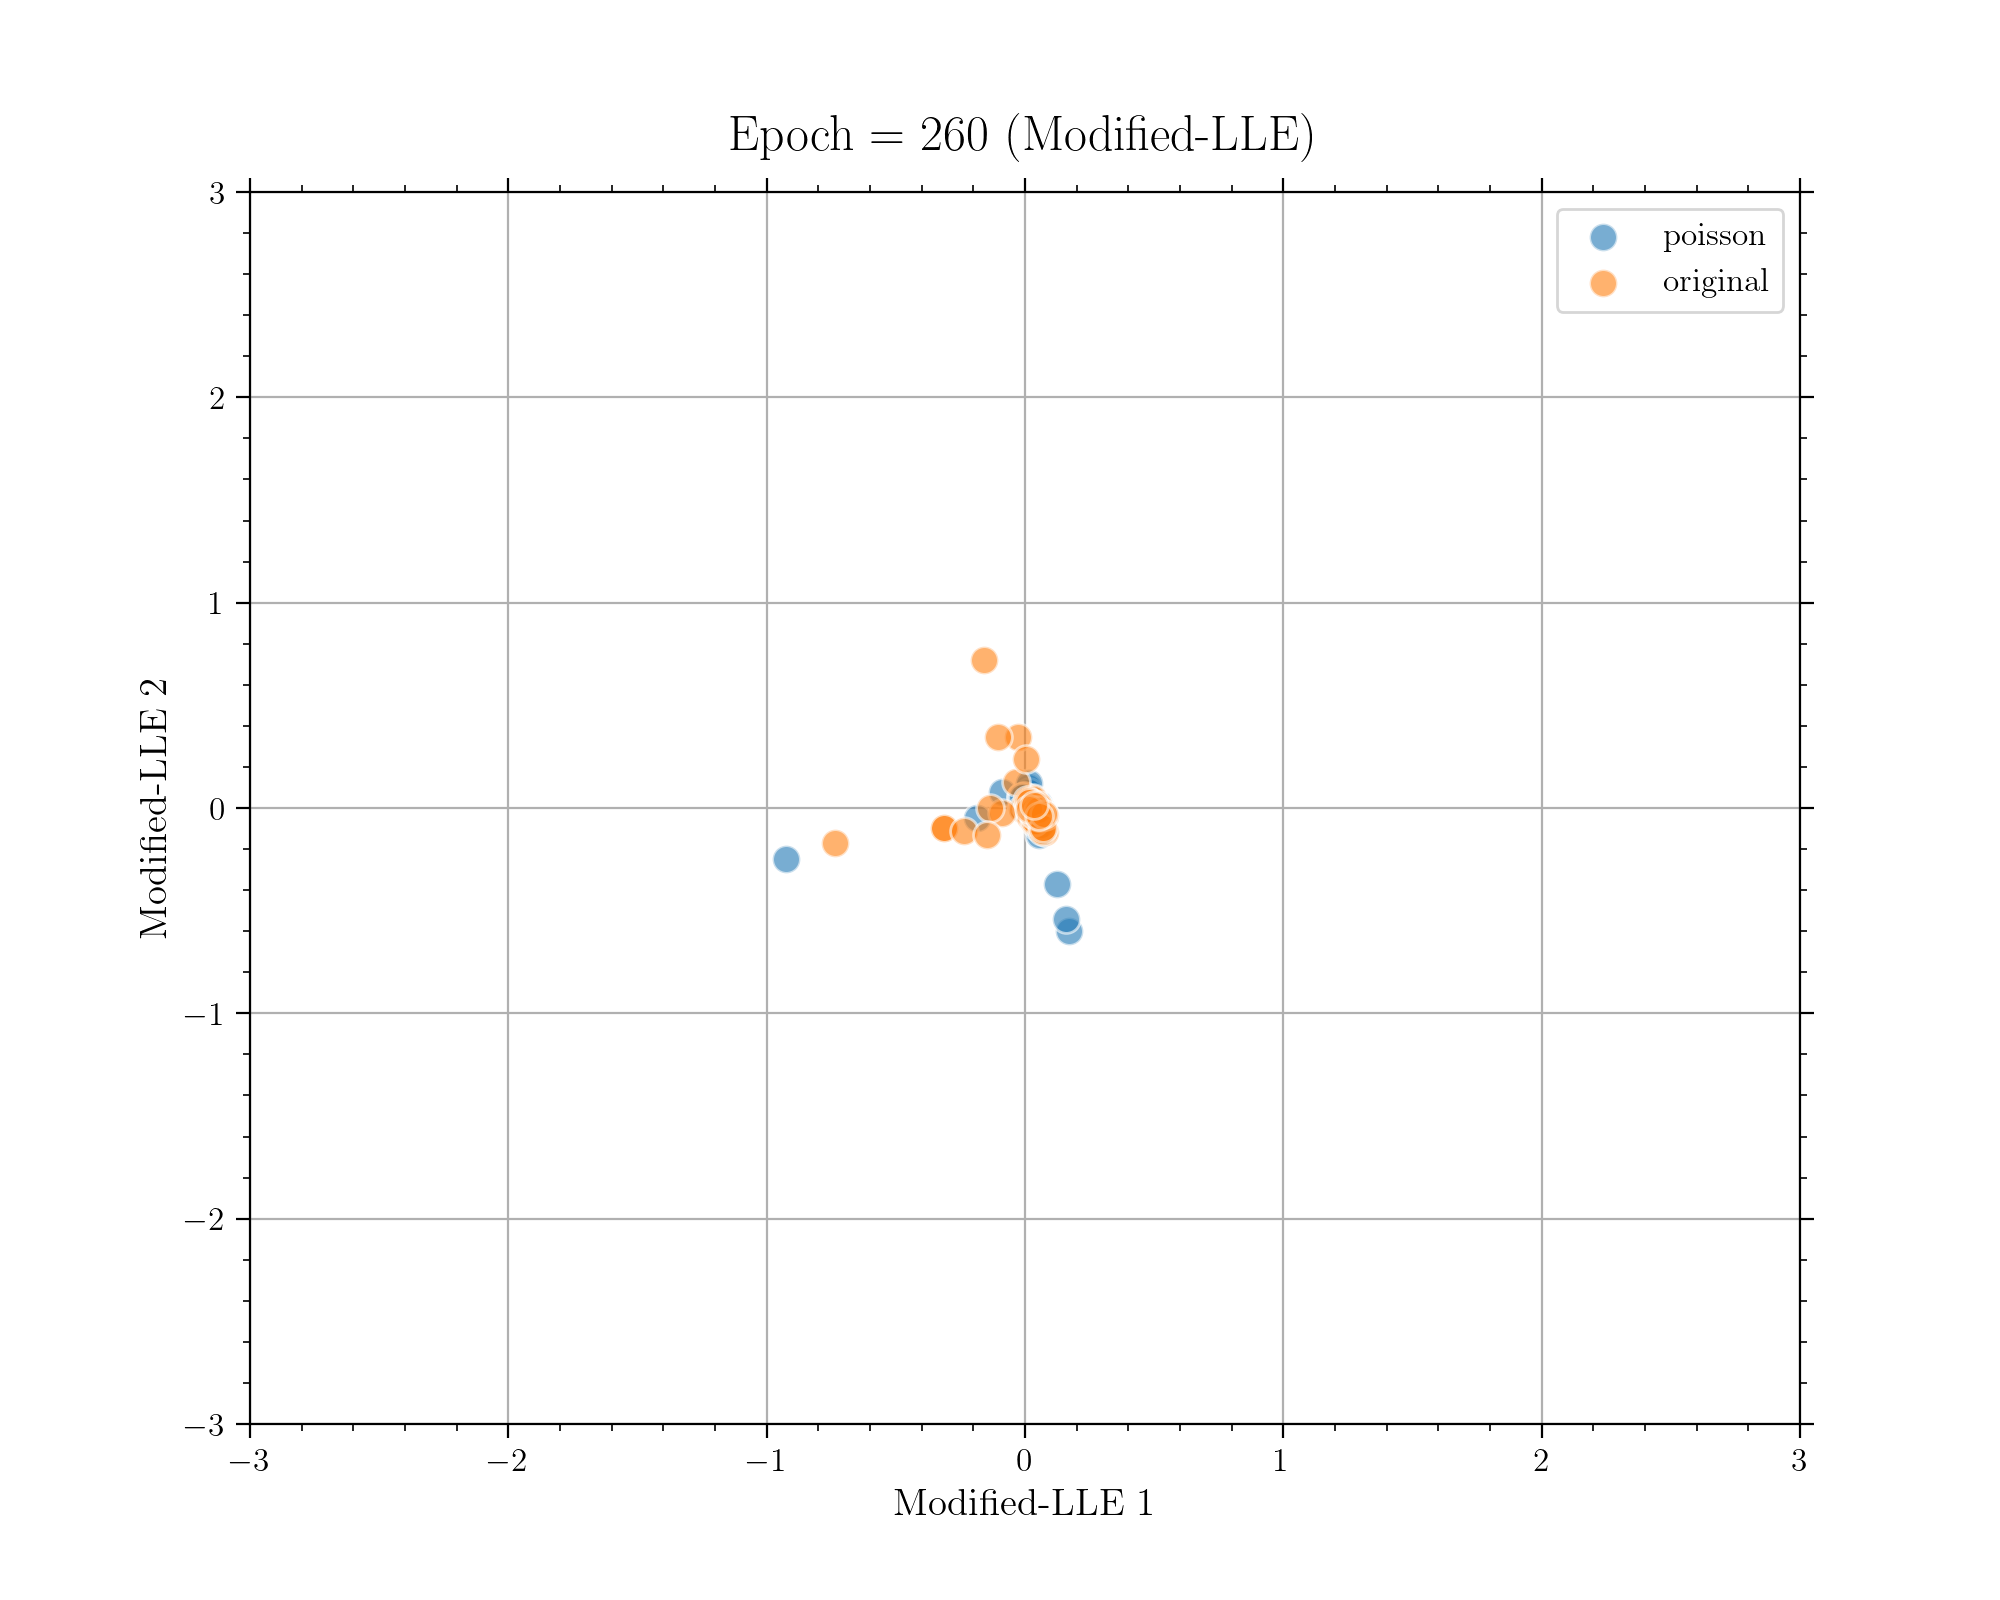 Epoch = 260 (Modified-LLE)
poisson
original
3
2
1
0
−1
−2
−3
Modified-LLE 2
−3
−2
−1
0
1
2
3
Modified-LLE 1